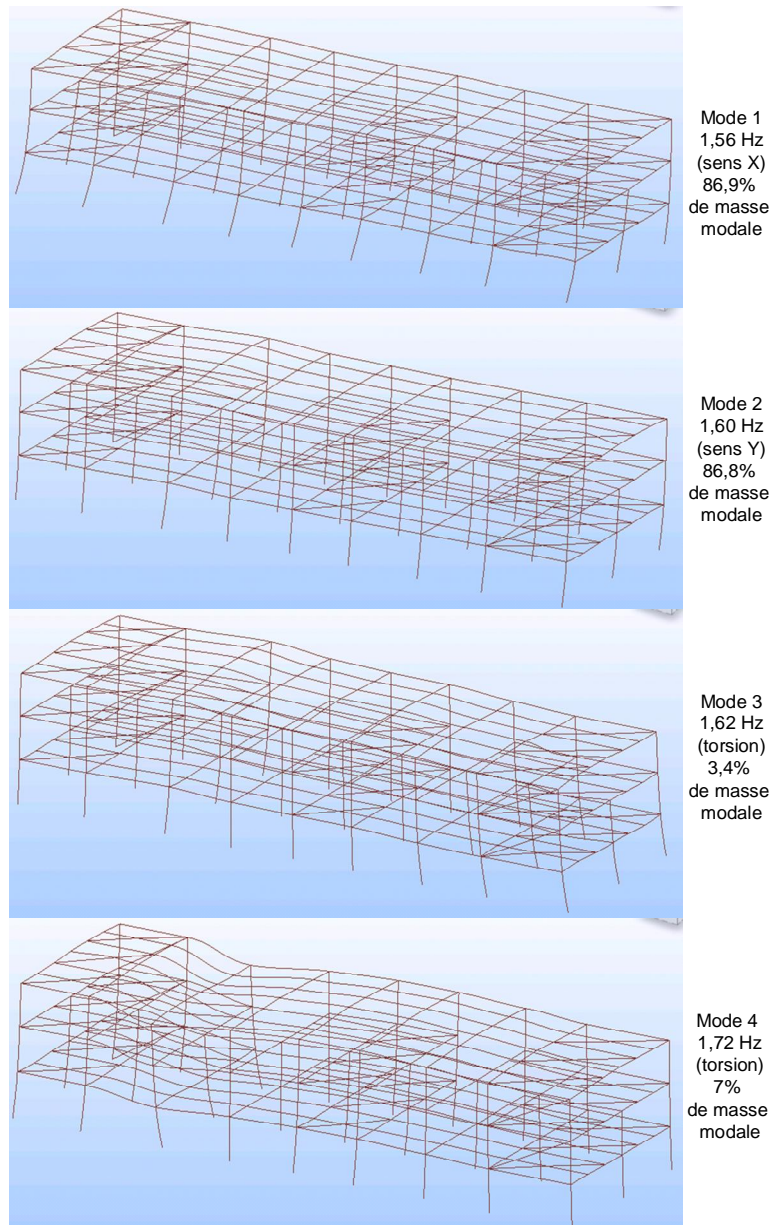 Mode 1
1,56 Hz
(sens X)
86,9%
de masse
modale
Mode 2
1,60 Hz
(sens Y)
86,8%
de masse
modale
Mode 3
1,62 Hz
(torsion)
3,4%
de masse
modale
Mode 4
1,72 Hz
(torsion)
7%
de masse
modale